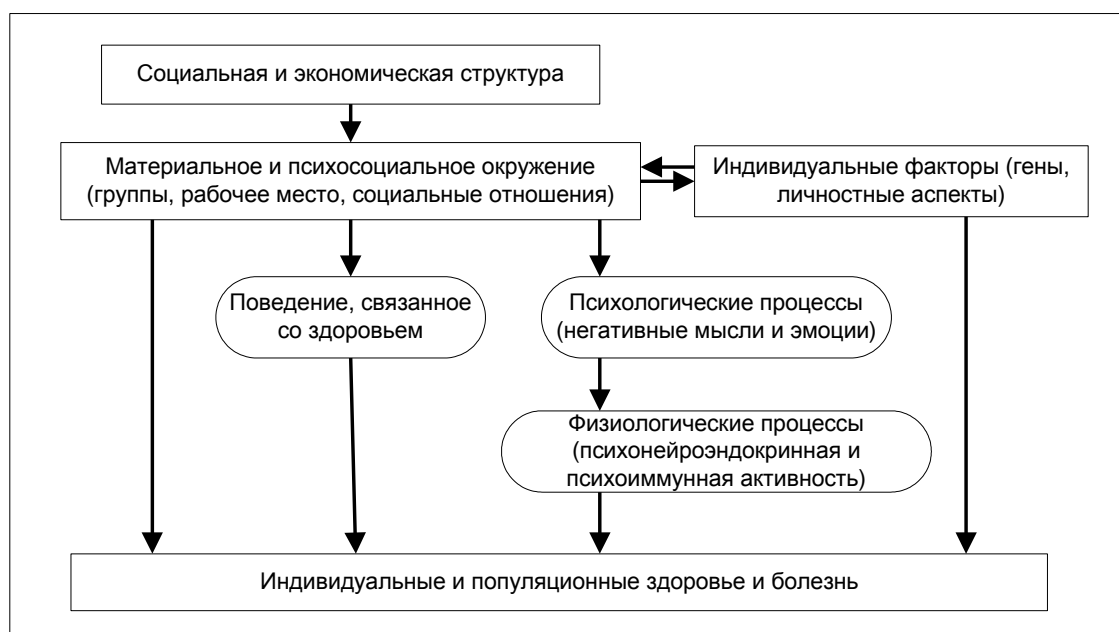 Социальная и экономическая структура
Материальное и психосоциальное окружение
(группы, рабочее место, социальные отношения)
Индивидуальные факторы (гены,
личностные аспекты)
Поведение, связанное
со здоровьем
Психологические процессы
(негативные мысли и эмоции)
Физиологические процессы
(психонейроэндокринная и
психоиммунная активность)
Индивидуальные и популяционные здоровье и болезнь